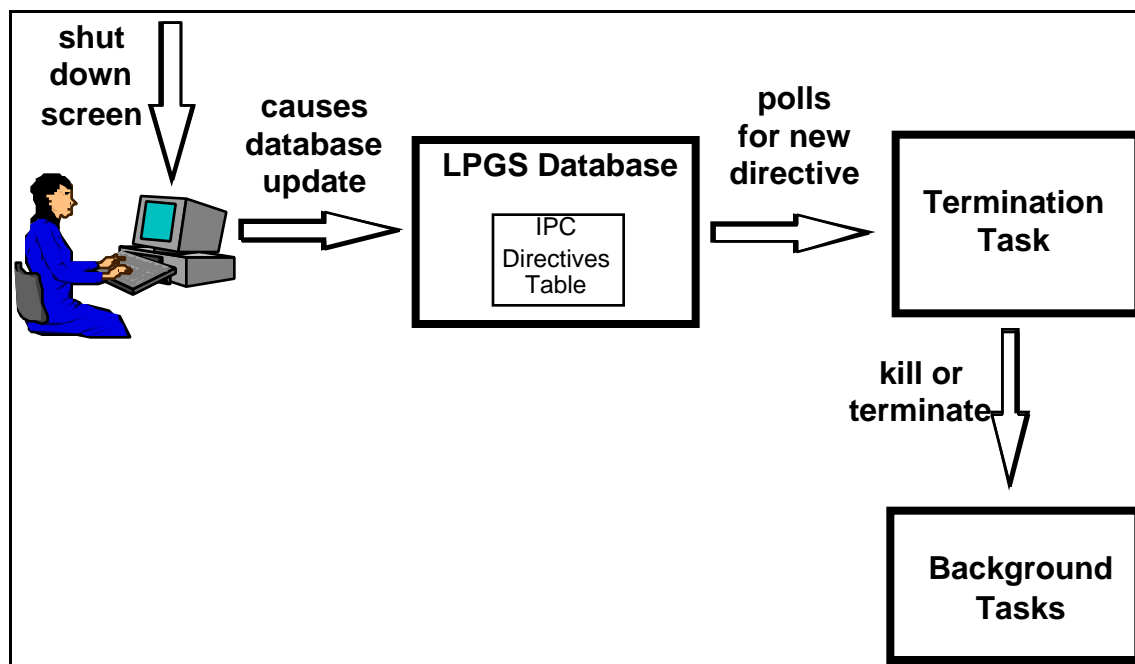 shut
down
screen
causes
database
update
LPGS Database
IPC
Directives
Table
polls
for new
directive
Termination
Task
kill or
terminate
Background
Tasks